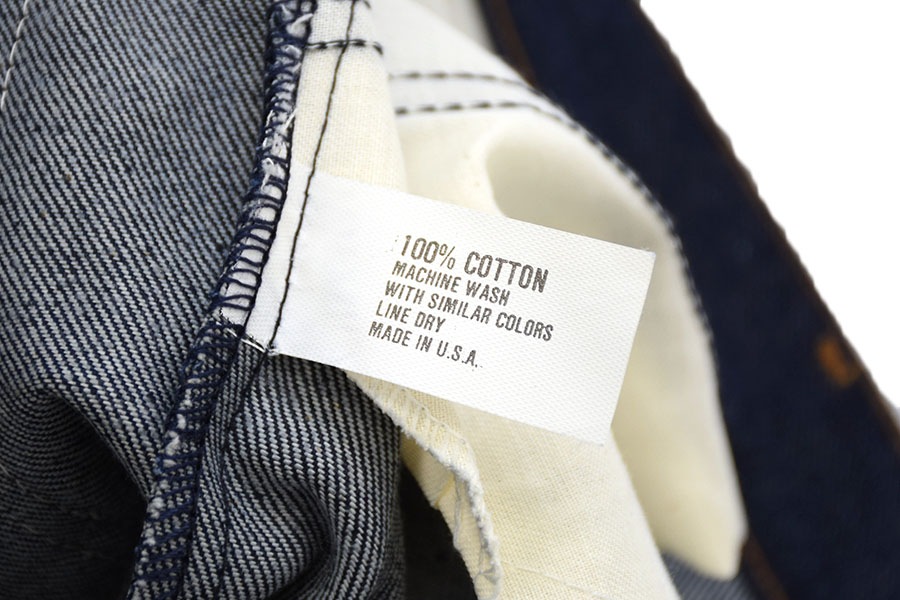 100% COTTON
MACHINE WASH
WITH SIMILAR COLORS
LINE DRY
MADE IN U.S.A.